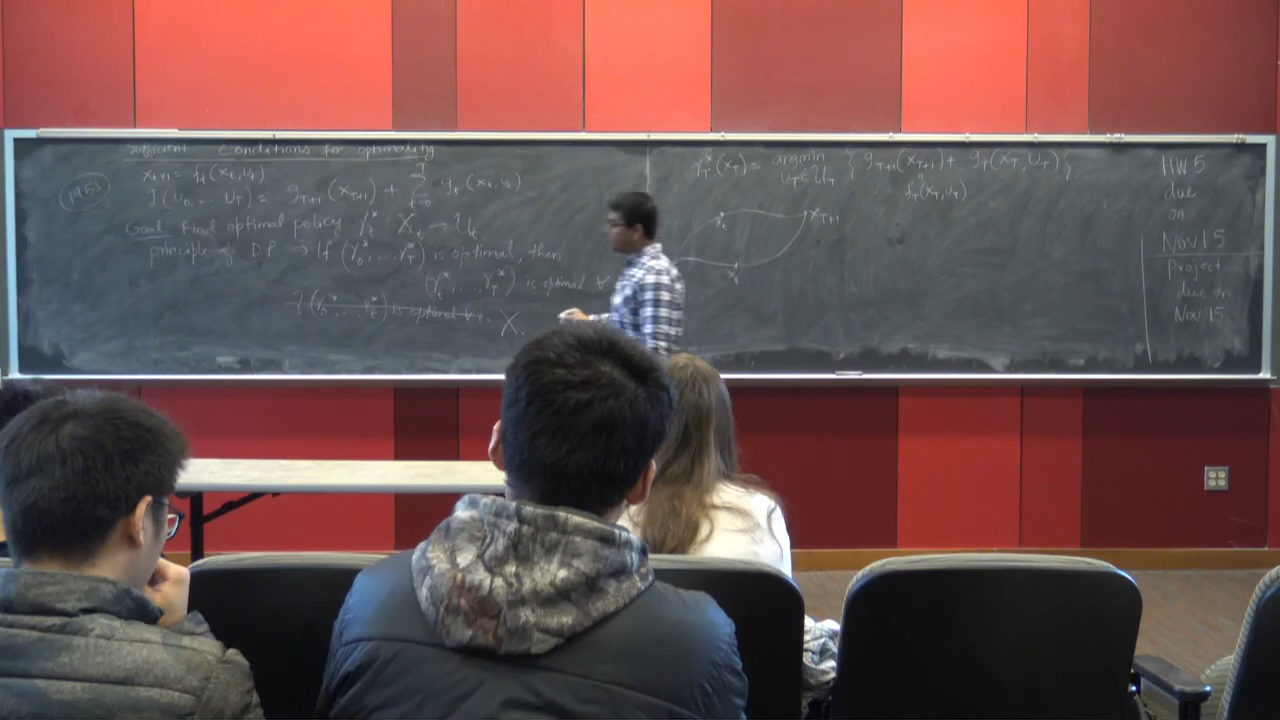 Sufficient Conditions for optimality
1953
x_{t+1} = f_t(x_t, u_t)
J(u_0, ... u_T) = g_{T+1}(x_{T+1}) + Σ_{t=0}^{T} g_t(x_t, u_t)
Goal Find optimal policy γ_t^* X_t → U_t
principle of D.P → If (γ_0^*, ... γ_T^*) is optimal, then
(γ_t^*, ... γ_T^*) is optimal ∀
(γ_0^*, ... γ_t^*) is optimal ∀ t. X.
γ_T^*(x_T) = argmin_{u_T ∈ U_T} { g_{T+1}(x_{T+1}) + g_T(x_T, u_T) }
f_T(x_T, u_T)
x_t
x_{T+1}
x_t
HW 5
due
on
Nov 15
Project
due on
Nov 15